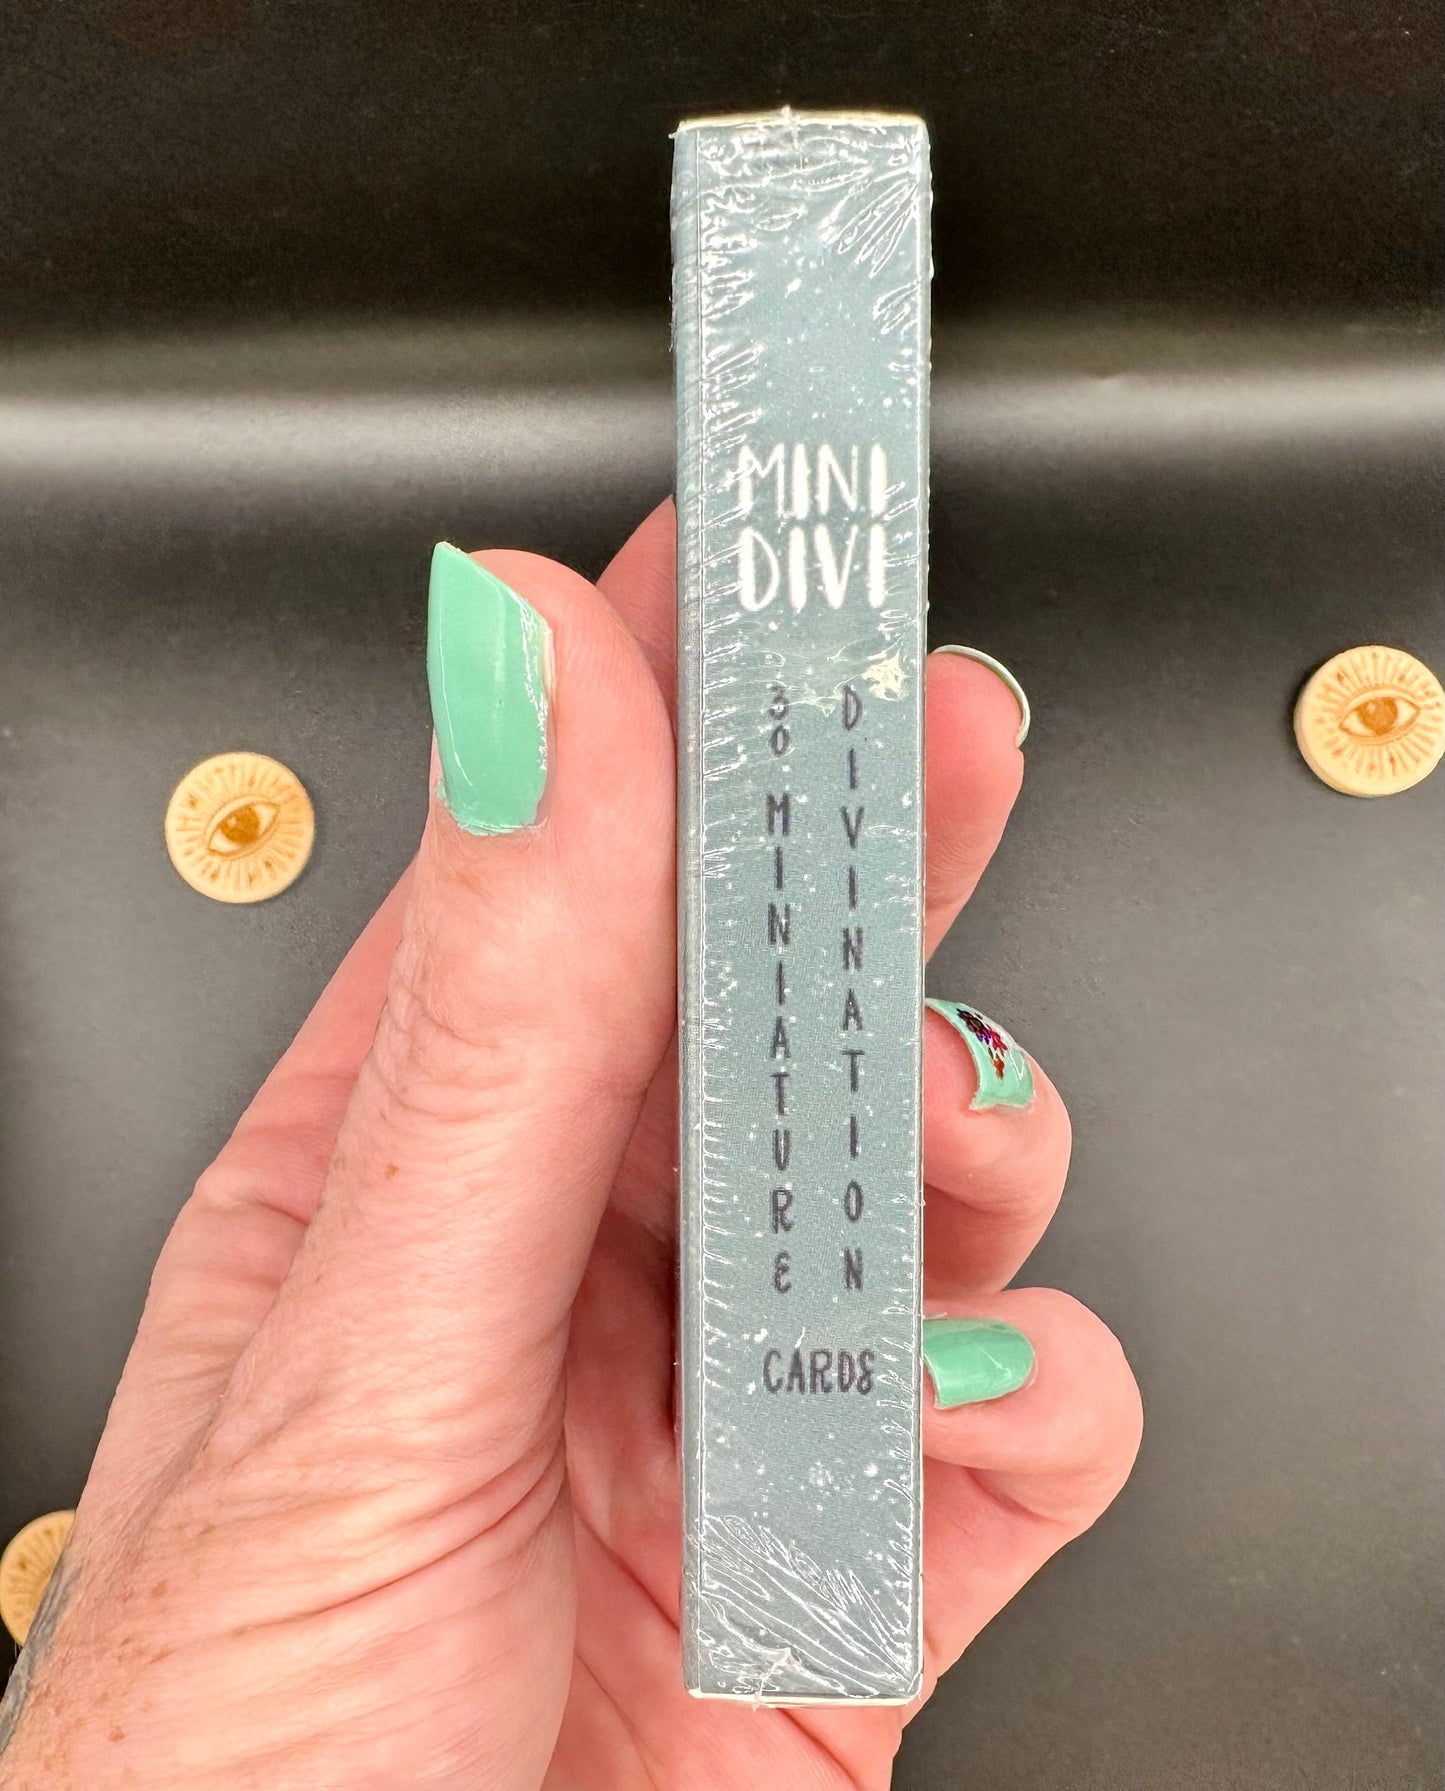 MINI
DIVI
30 MINIATURE
DIVINATION
CARDS